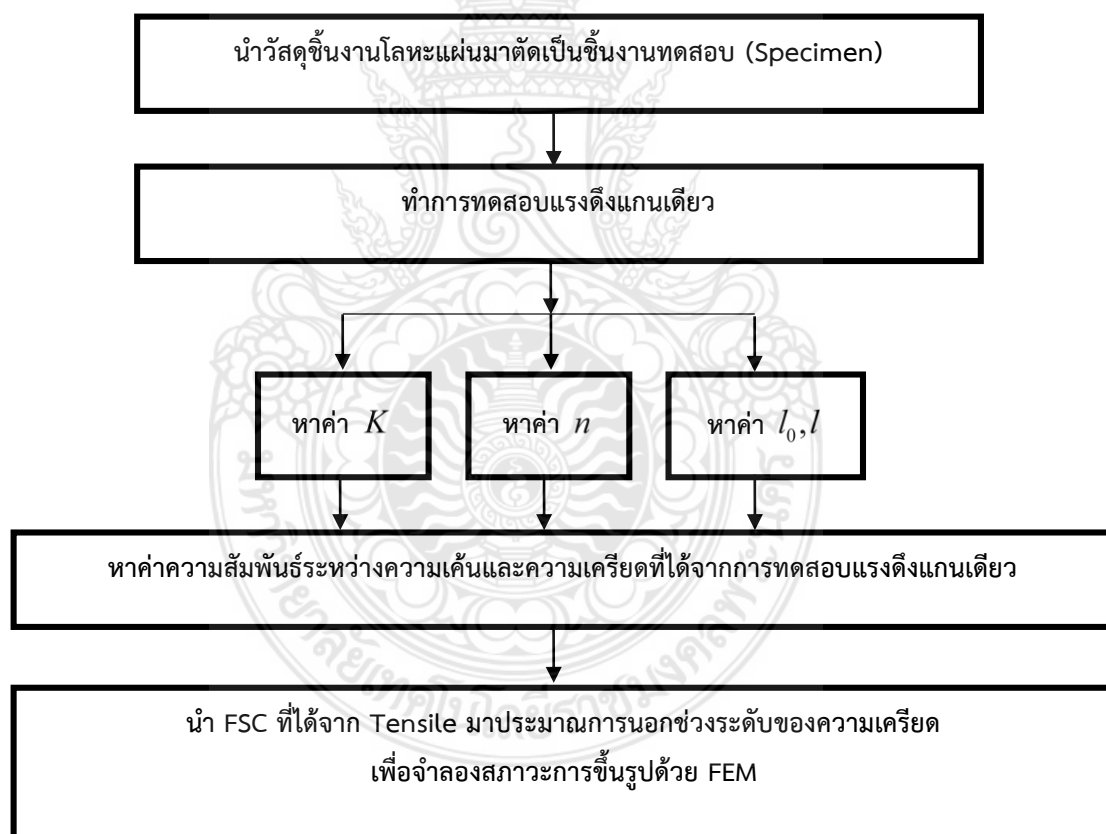 นำวัสดุชิ้นงานโลหะแผ่นมาตัดเป็นชิ้นงานทดสอบ (Specimen)
ทำการทดสอบแรงดึงแกนเดียว
หาค่า K
หาค่า n
หาค่า l₀,l
หาค่าความสัมพันธ์ระหว่างความเค้นและความเครียดที่ได้จากการทดสอบแรงดึงแกนเดียว
นำ FSC ที่ได้จาก Tensile มาประมาณการนอกช่วงระดับของความเครียด
เพื่อจำลองสภาวะการขึ้นรูปด้วย FEM